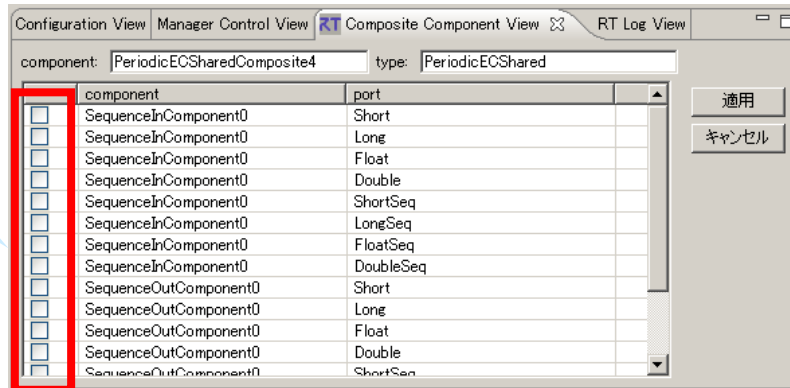 Configuration View Manager Control View RT Composite Component View RT Log View
component: PeriodicECSharedComposite4 type: PeriodicECShared
component port
適用
SequenceInComponent0 Short
SequenceInComponent0 Long
キャンセル
SequenceInComponent0 Float
SequenceInComponent0 Double
SequenceInComponent0 ShortSeq
SequenceInComponent0 LongSeq
SequenceInComponent0 FloatSeq
SequenceInComponent0 DoubleSeq
SequenceOutComponent0 Short
SequenceOutComponent0 Long
SequenceOutComponent0 Float
SequenceOutComponent0 Double
SequenceOutComponent0 ShortSeq